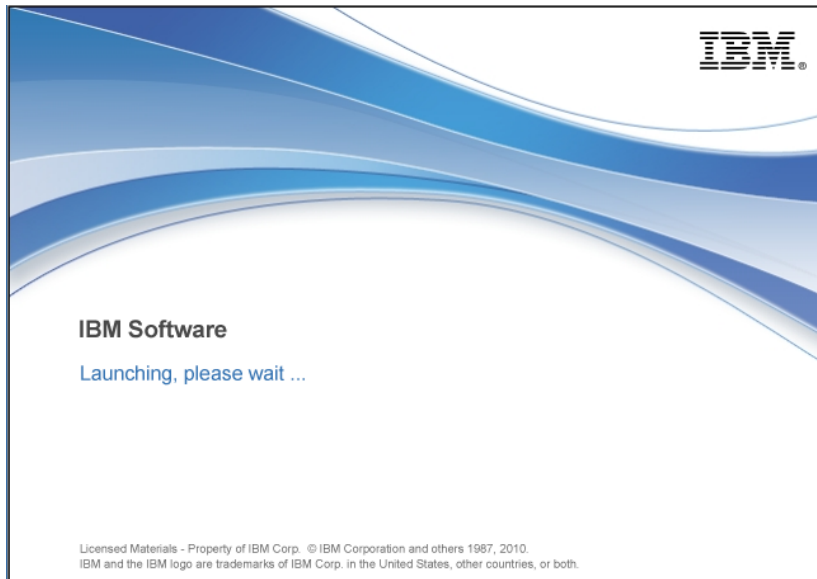 IBM®
IBM Software
Launching, please wait ...
Licensed Materials - Property of IBM Corp. © IBM Corporation and others 1987, 2010.
IBM and the IBM logo are trademarks of IBM Corp. in the United States, other countries, or both.